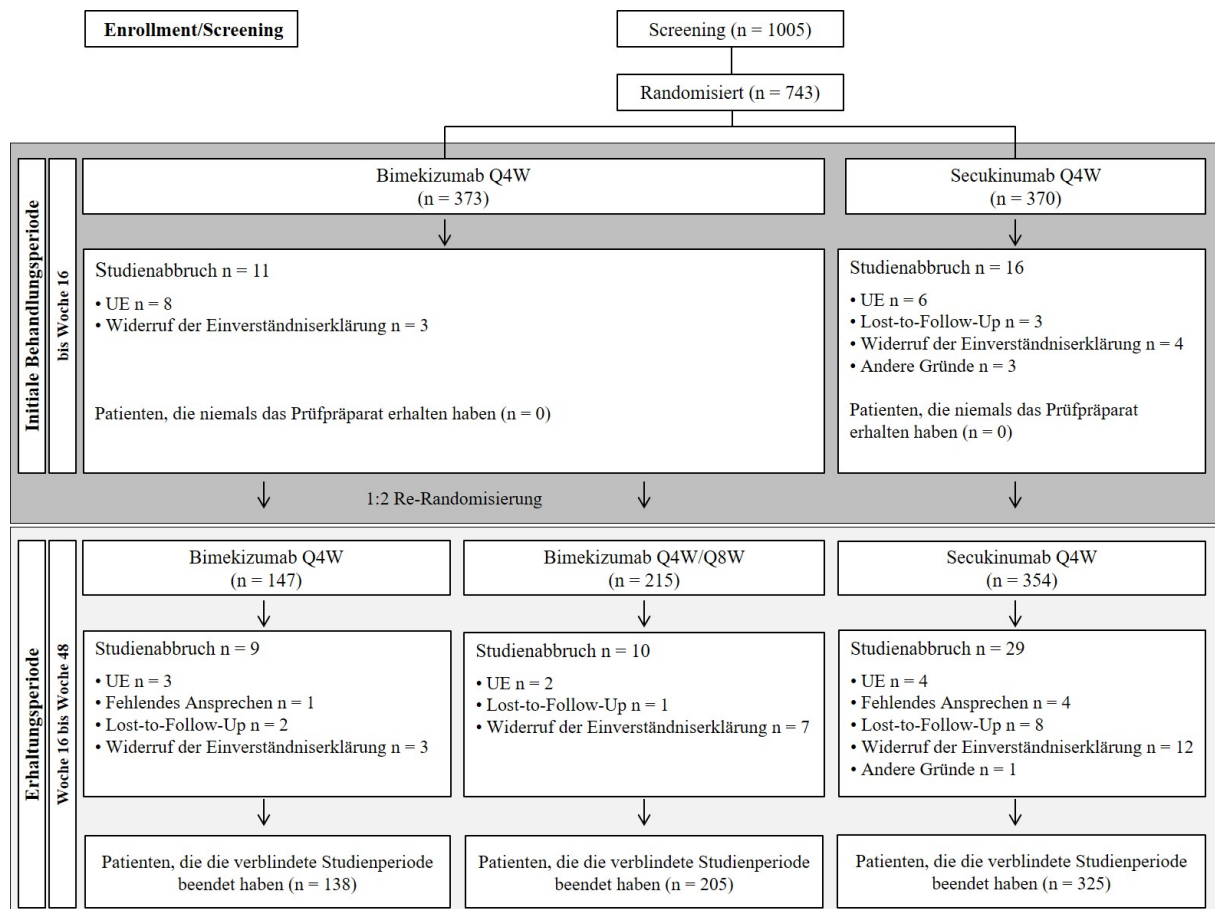 Enrollment/Screening
Screening (n = 1005)
Randomisiert (n = 743)
Initiale Behandlungsperiode
bis Woche 16
Bimekizumab Q4W
(n = 373)
Secukinumab Q4W
(n = 370)
Studienabbruch n = 11
• UE n = 8
• Widerruf der Einverständniserklärung n = 3
Patienten, die niemals das Prüfpräparat erhalten haben (n = 0)
Studienabbruch n = 16
• UE n = 6
• Lost-to-Follow-Up n = 3
• Widerruf der Einverständniserklärung n = 4
• Andere Gründe n = 3
Patienten, die niemals das Prüfpräparat
erhalten haben (n = 0)
1:2 Re-Randomisierung
Erhaltungsperiode
Woche 16 bis Woche 48
Bimekizumab Q4W
(n = 147)
Bimekizumab Q4W/Q8W
(n = 215)
Secukinumab Q4W
(n = 354)
Studienabbruch n = 9
• UE n = 3
• Fehlendes Ansprechen n = 1
• Lost-to-Follow-Up n = 2
• Widerruf der Einverständniserklärung n = 3
Studienabbruch n = 10
• UE n = 2
• Lost-to-Follow-Up n = 1
• Widerruf der Einverständniserklärung n = 7
Studienabbruch n = 29
• UE n = 4
• Fehlendes Ansprechen n = 4
• Lost-to-Follow-Up n = 8
• Widerruf der Einverständniserklärung n = 12
• Andere Gründe n = 1
Patienten, die die verblindete Studienperiode
beendet haben (n = 138)
Patienten, die die verblindete Studienperiode
beendet haben (n = 205)
Patienten, die die verblindete Studienperiode
beendet haben (n = 325)